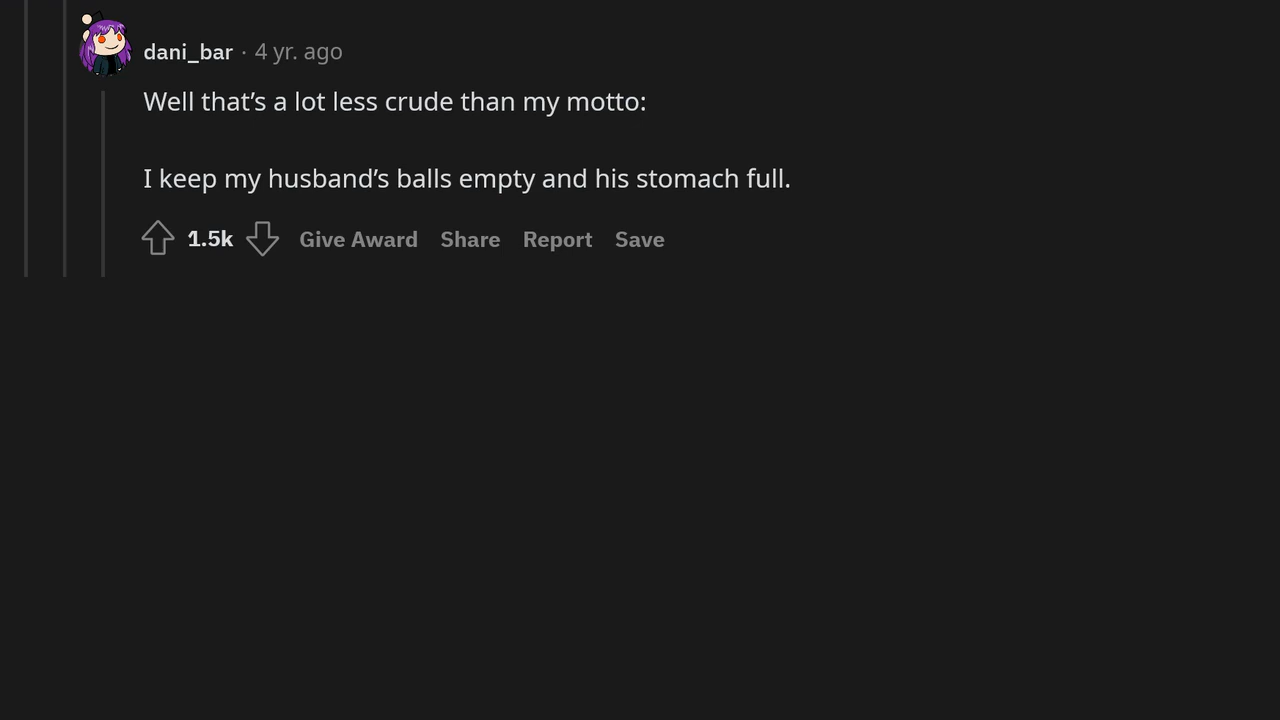 dani_bar · 4 yr. ago
Well that’s a lot less crude than my motto:
I keep my husband’s balls empty and his stomach full.
1.5k Give Award Share Report Save